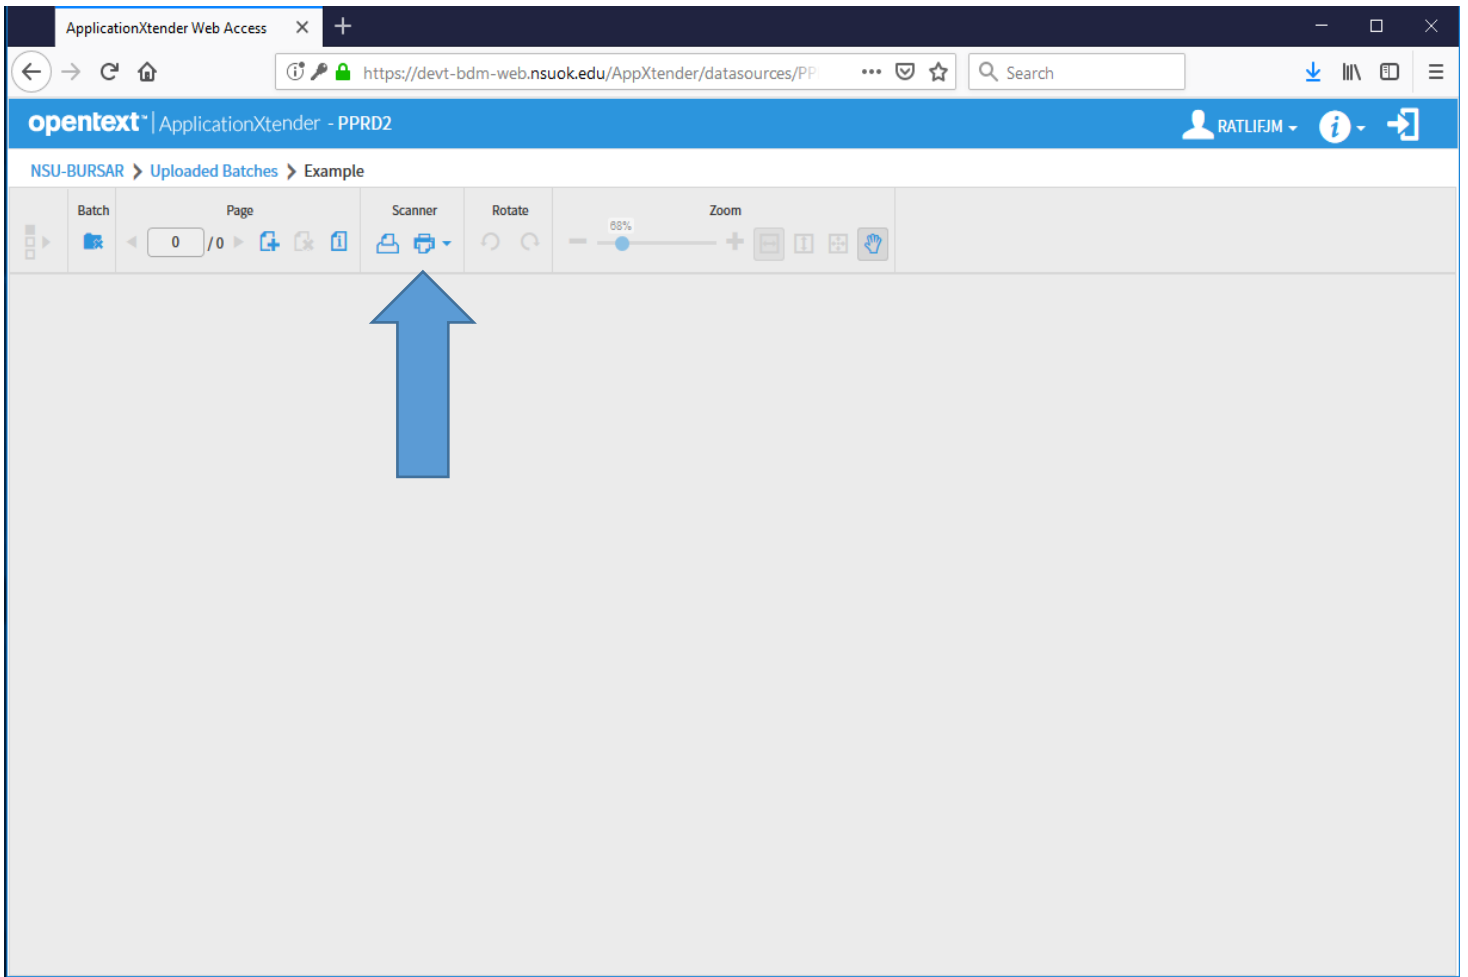 ApplicationXtender Web Access
https://devt-bdm-web.nsuok.edu/AppXtender/datasources/PP
Search
opentext™ | ApplicationXtender - PPRD2
RATLIFJM
NSU-BURSAR > Uploaded Batches > Example
Batch
Page
Scanner
Rotate
Zoom
0 / 0
68%